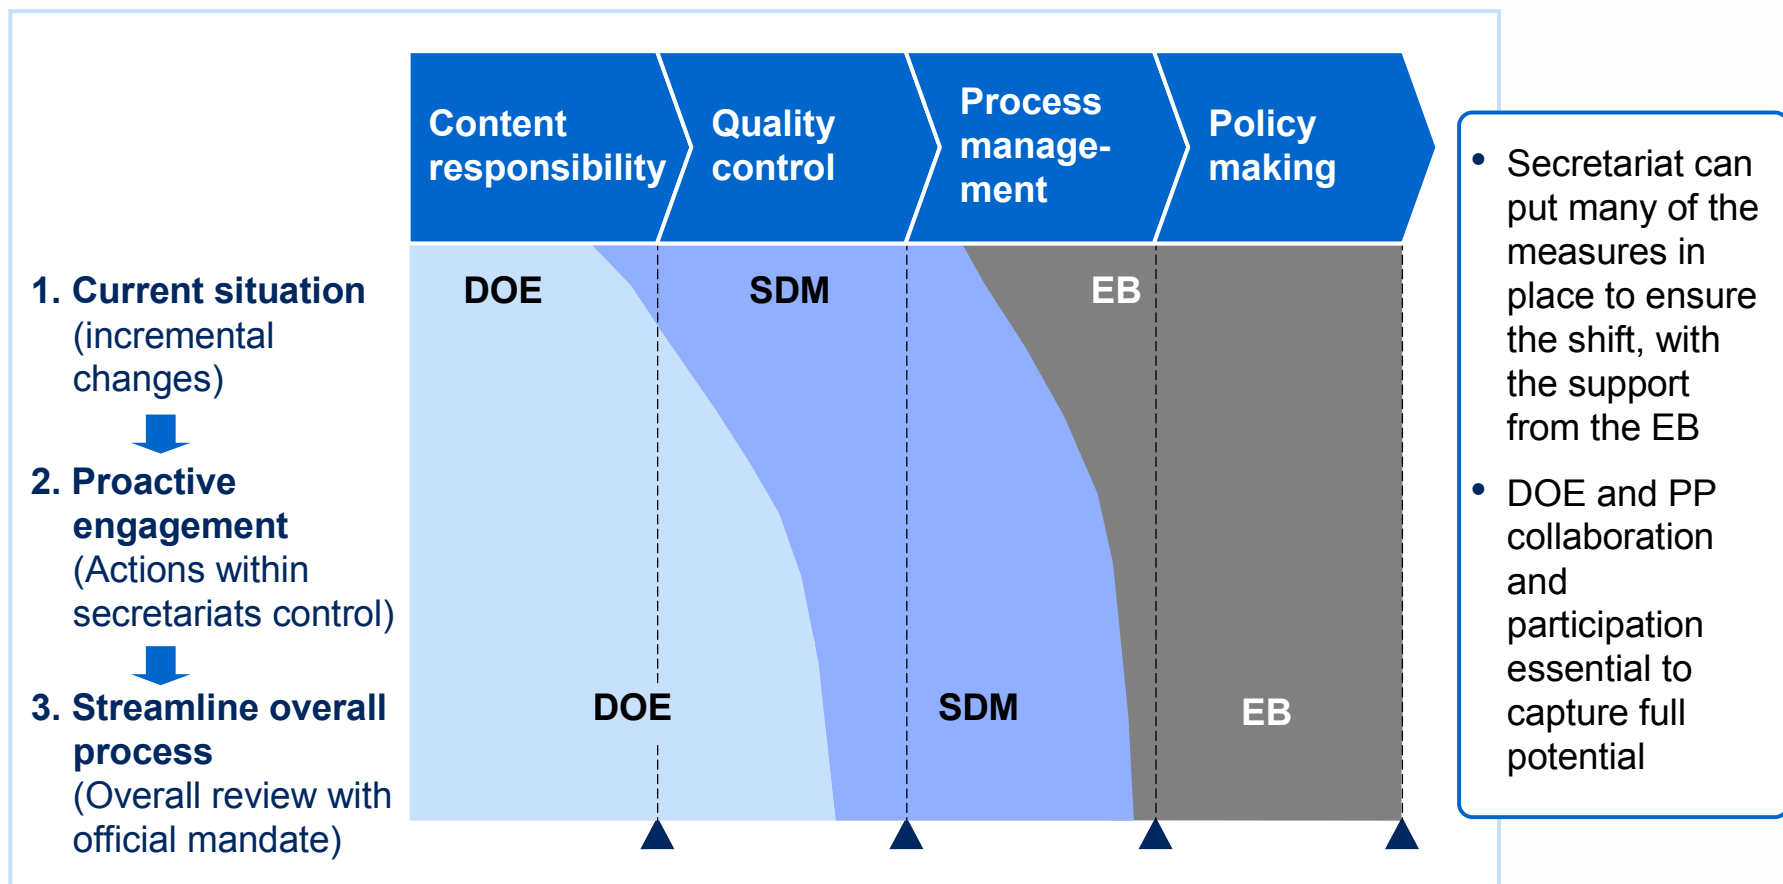 Content
responsibility
Quality
control
Process
manage-
ment
Policy
making
1. Current situation
(incremental
changes)
2. Proactive
engagement
(Actions within
secretariats control)
3. Streamline overall
process
(Overall review with
official mandate)
DOE
SDM
EB
DOE
SDM
EB
• Secretariat can
put many of the
measures in
place to ensure
the shift, with
the support
from the EB
• DOE and PP
collaboration
and
participation
essential to
capture full
potential